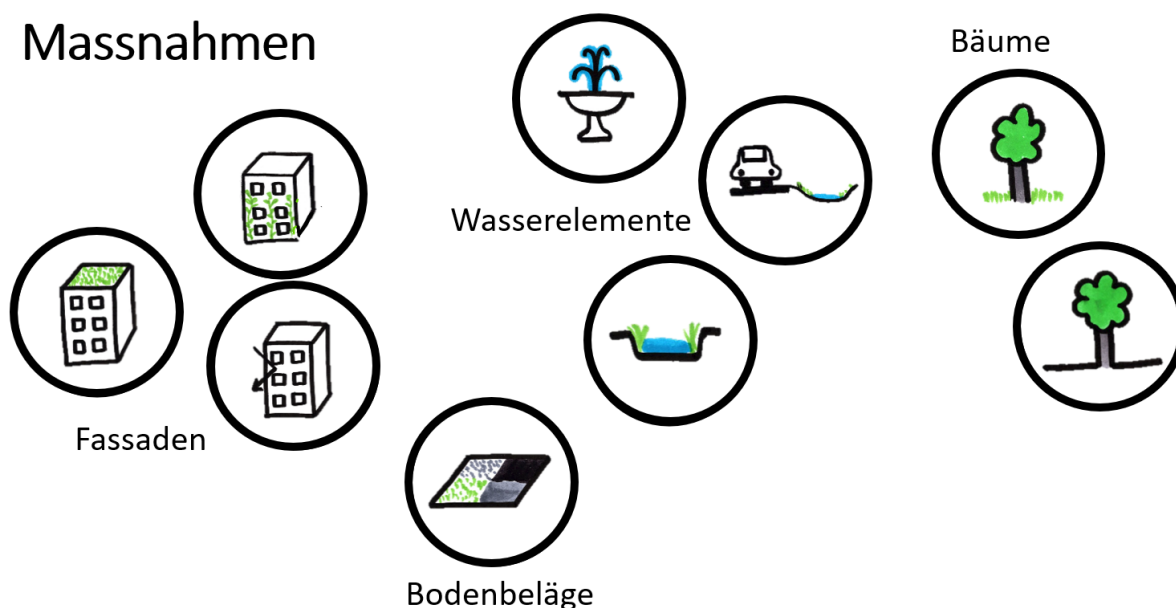 Massnahmen
Bäume
Wasserelemente
Fassaden
Bodenbeläge